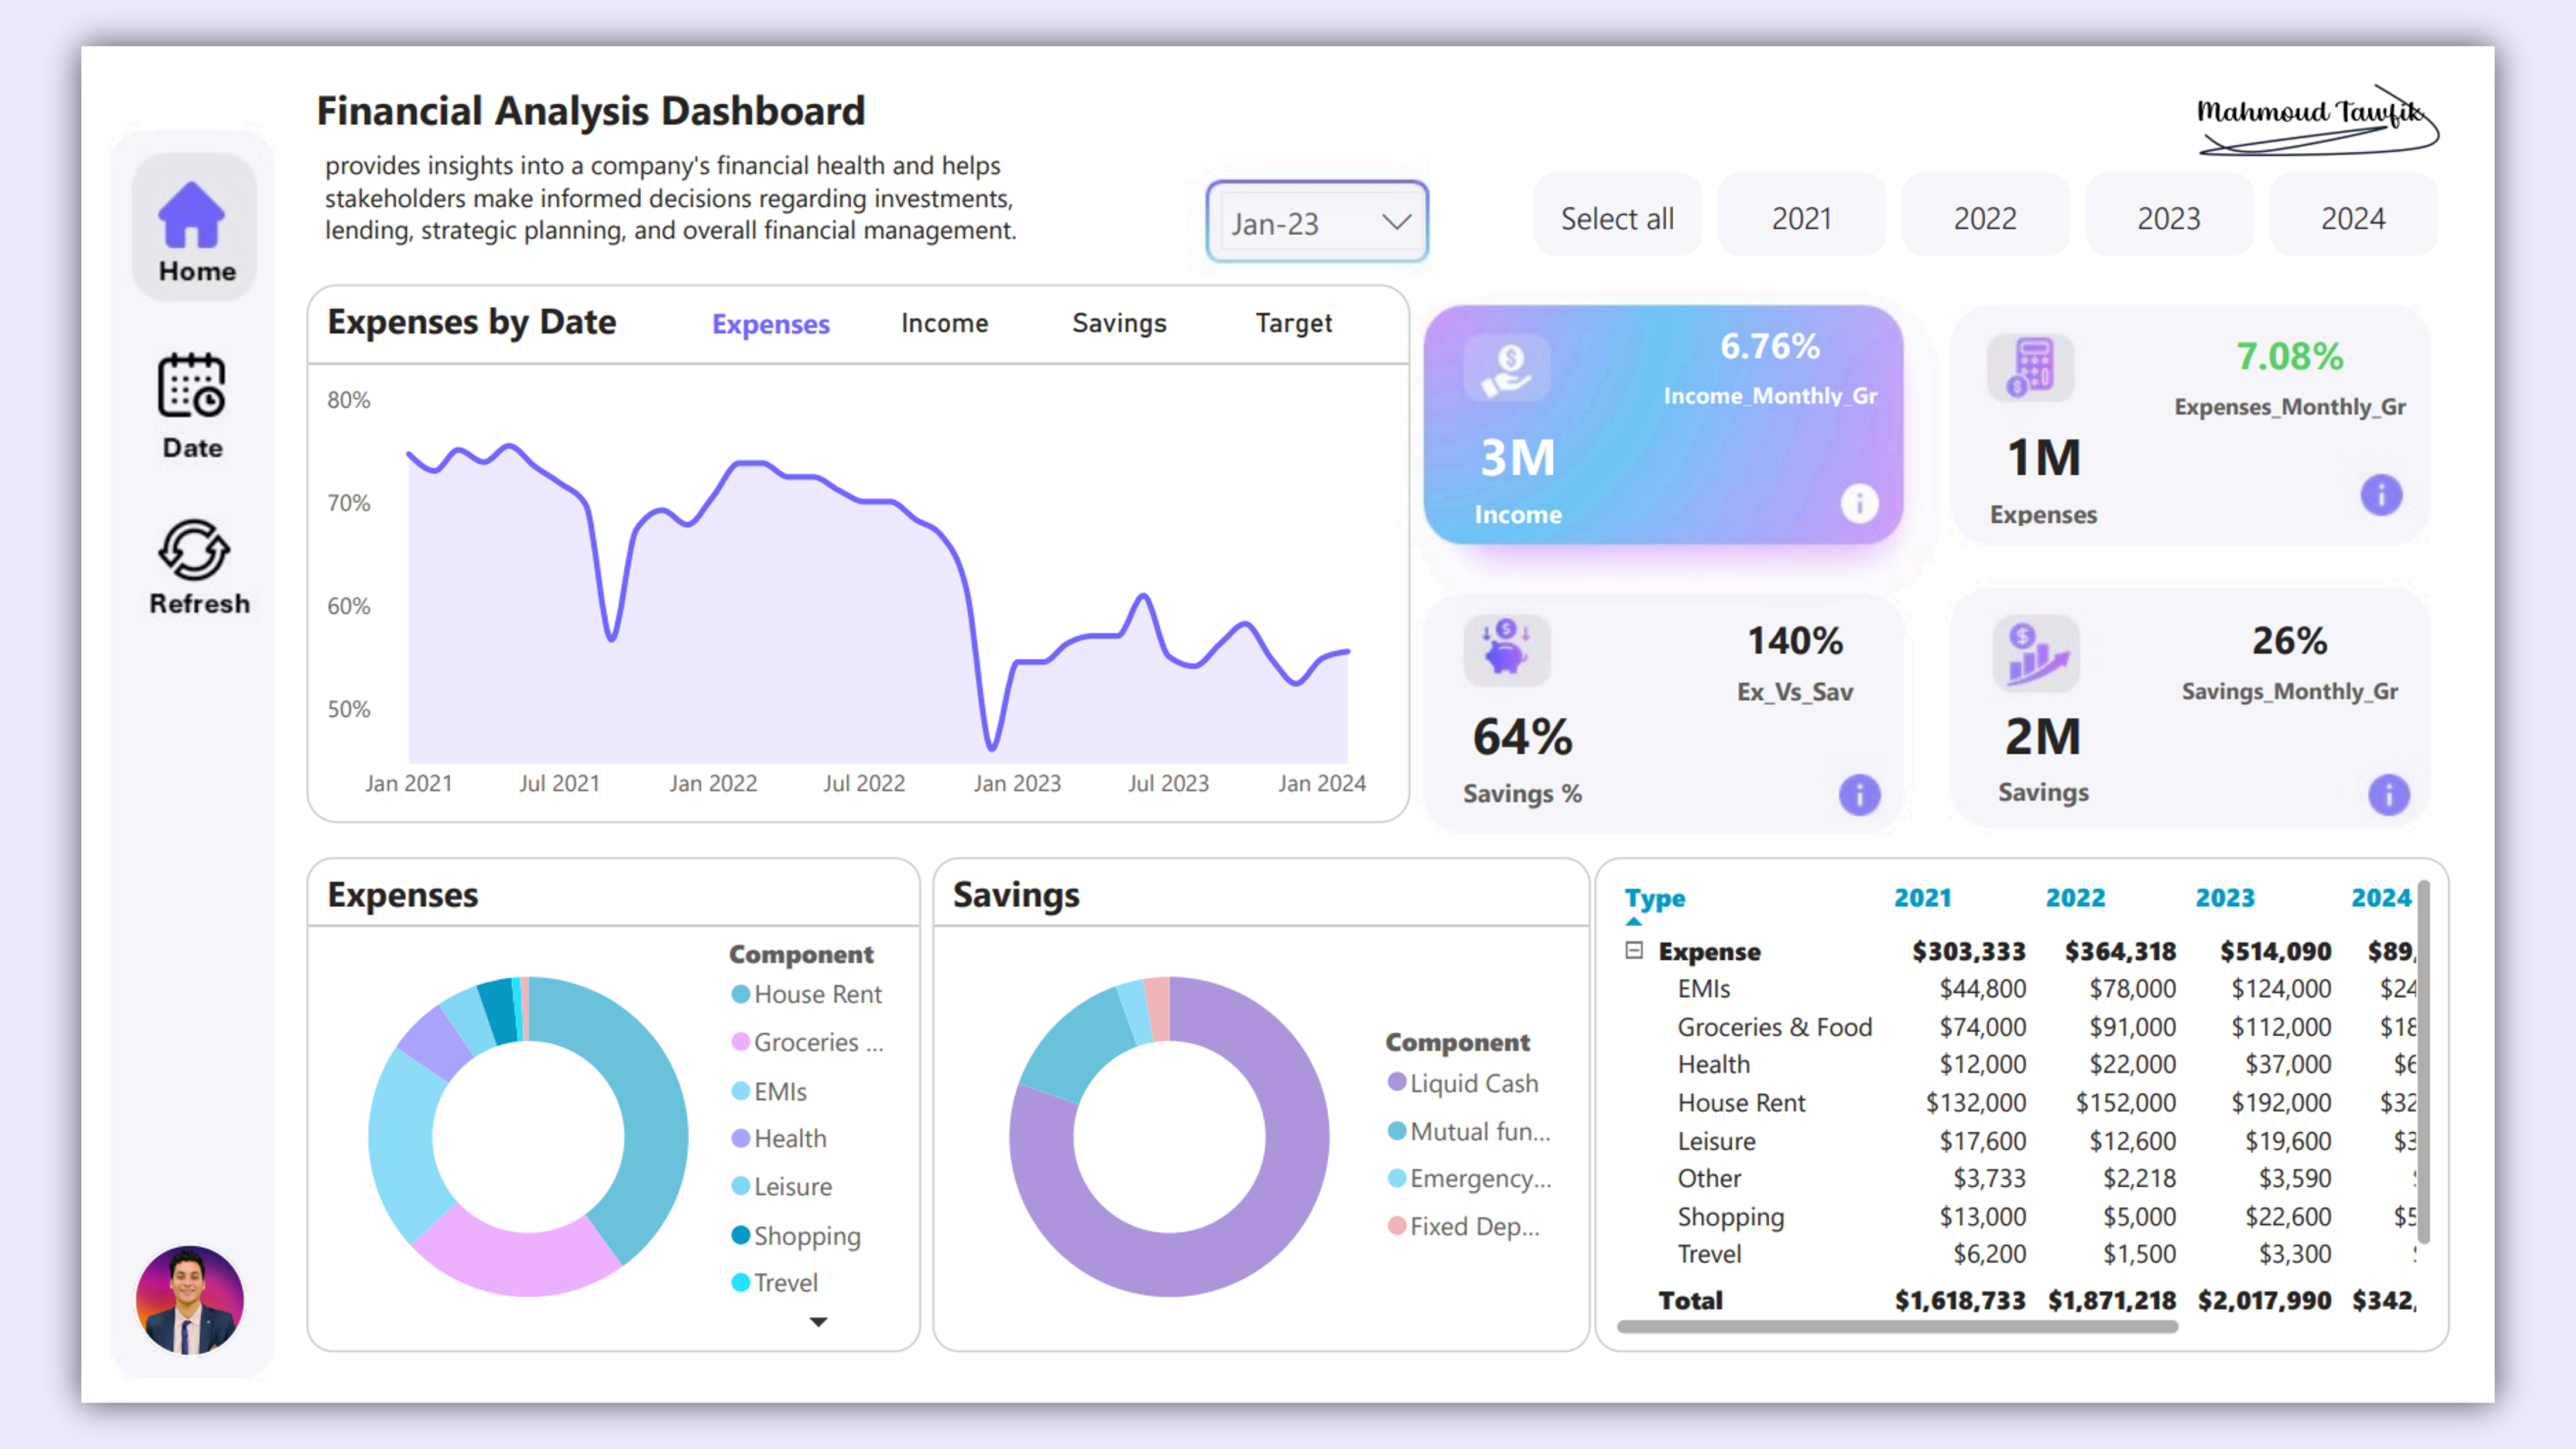 Financial Analysis Dashboard
provides insights into a company's financial health and helps
stakeholders make informed decisions regarding investments,
lending, strategic planning, and overall financial management.
Mahmoud Tawfik
Jan-23
Select all
2021
2022
2023
2024
Home
Date
Refresh
Expenses by Date
Expenses
Income
Savings
Target
80%
70%
60%
50%
Jan 2021
Jul 2021
Jan 2022
Jul 2022
Jan 2023
Jul 2023
Jan 2024
6.76%
Income_Monthly_Gr
3M
Income
7.08%
Expenses_Monthly_Gr
1M
Expenses
140%
Ex_Vs_Sav
64%
Savings %
26%
Savings_Monthly_Gr
2M
Savings
Expenses
Component
House Rent
Groceries ...
EMIs
Health
Leisure
Shopping
Trevel
Savings
Component
Liquid Cash
Mutual fun...
Emergency...
Fixed Dep...
Type 2021 2022 2023 2024
Expense $303,333 $364,318 $514,090 $89,
EMIs $44,800 $78,000 $124,000 $24
Groceries & Food $74,000 $91,000 $112,000 $18
Health $12,000 $22,000 $37,000 $6
House Rent $132,000 $152,000 $192,000 $32
Leisure $17,600 $12,600 $19,600 $3
Other $3,733 $2,218 $3,590
Shopping $13,000 $5,000 $22,600 $5
Trevel $6,200 $1,500 $3,300
Total $1,618,733 $1,871,218 $2,017,990 $342,